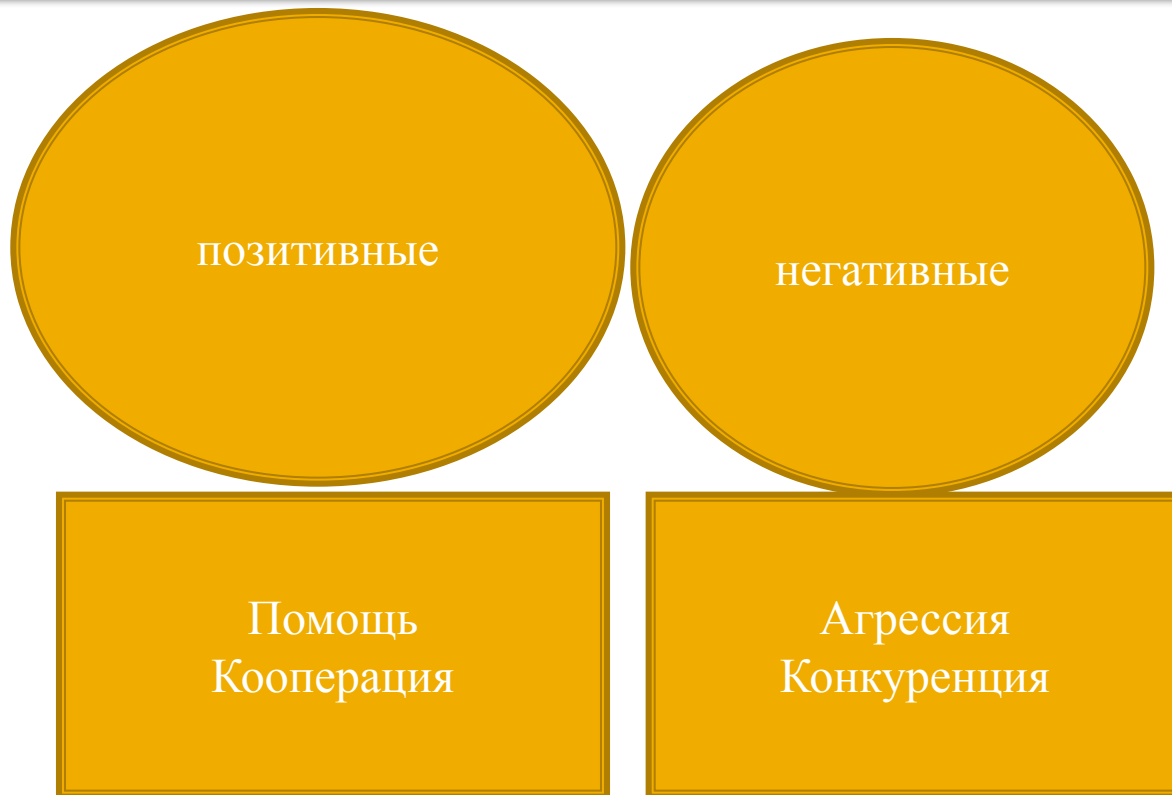 позитивные
негативные
Помощь
Кооперация
Агрессия
Конкуренция